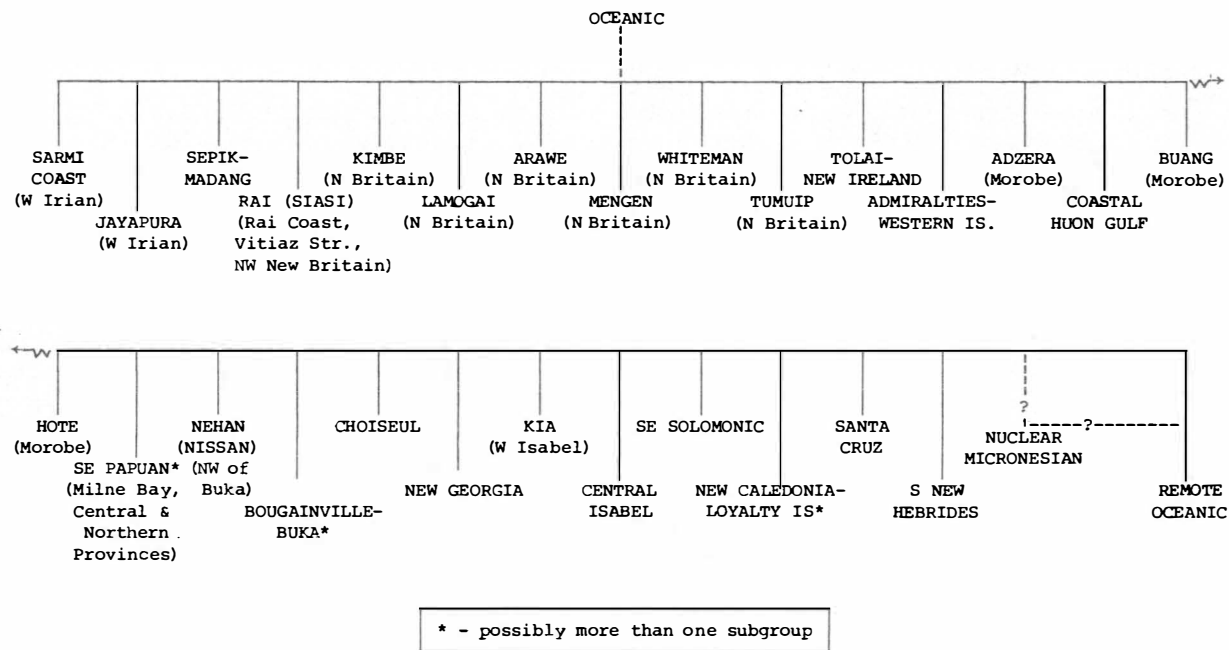 OCEANIC
SARMI
COAST
(W Irian)
JAYAPURA
(W Irian)
SEPIK-
MADANG
RAI (SIASI)
(Rai Coast,
Vitiaz Str.,
NW New Britain)
KIMBE
(N Britain)
LAMOGAI
(N Britain)
ARAWE
(N Britain)
MENGEN
(N Britain)
WHITEMAN
(N Britain)
TUMUIP
(N Britain)
TOLAI-
NEW IRELAND
ADMIRALTIES-
WESTERN IS.
ADZERA
(Morobe)
COASTAL
HUON GULF
BUANG
(Morobe)
HOTE
(Morobe)
SE PAPUAN*
(Milne Bay,
Central &
Northern
Provinces)
NEHAN
(NISSAN)
(NW of
Buka)
BOUGAINVILLE-
BUKA*
CHOISEUL
NEW GEORGIA
KIA
(W Isabel)
CENTRAL
ISABEL
SE SOLOMONIC
NEW CALEDONIA-
LOYALTY IS*
SANTA
CRUZ
S NEW
HEBRIDES
?
?
NUCLEAR
MICRONESIAN
REMOTE
OCEANIC
* - possibly more than one subgroup